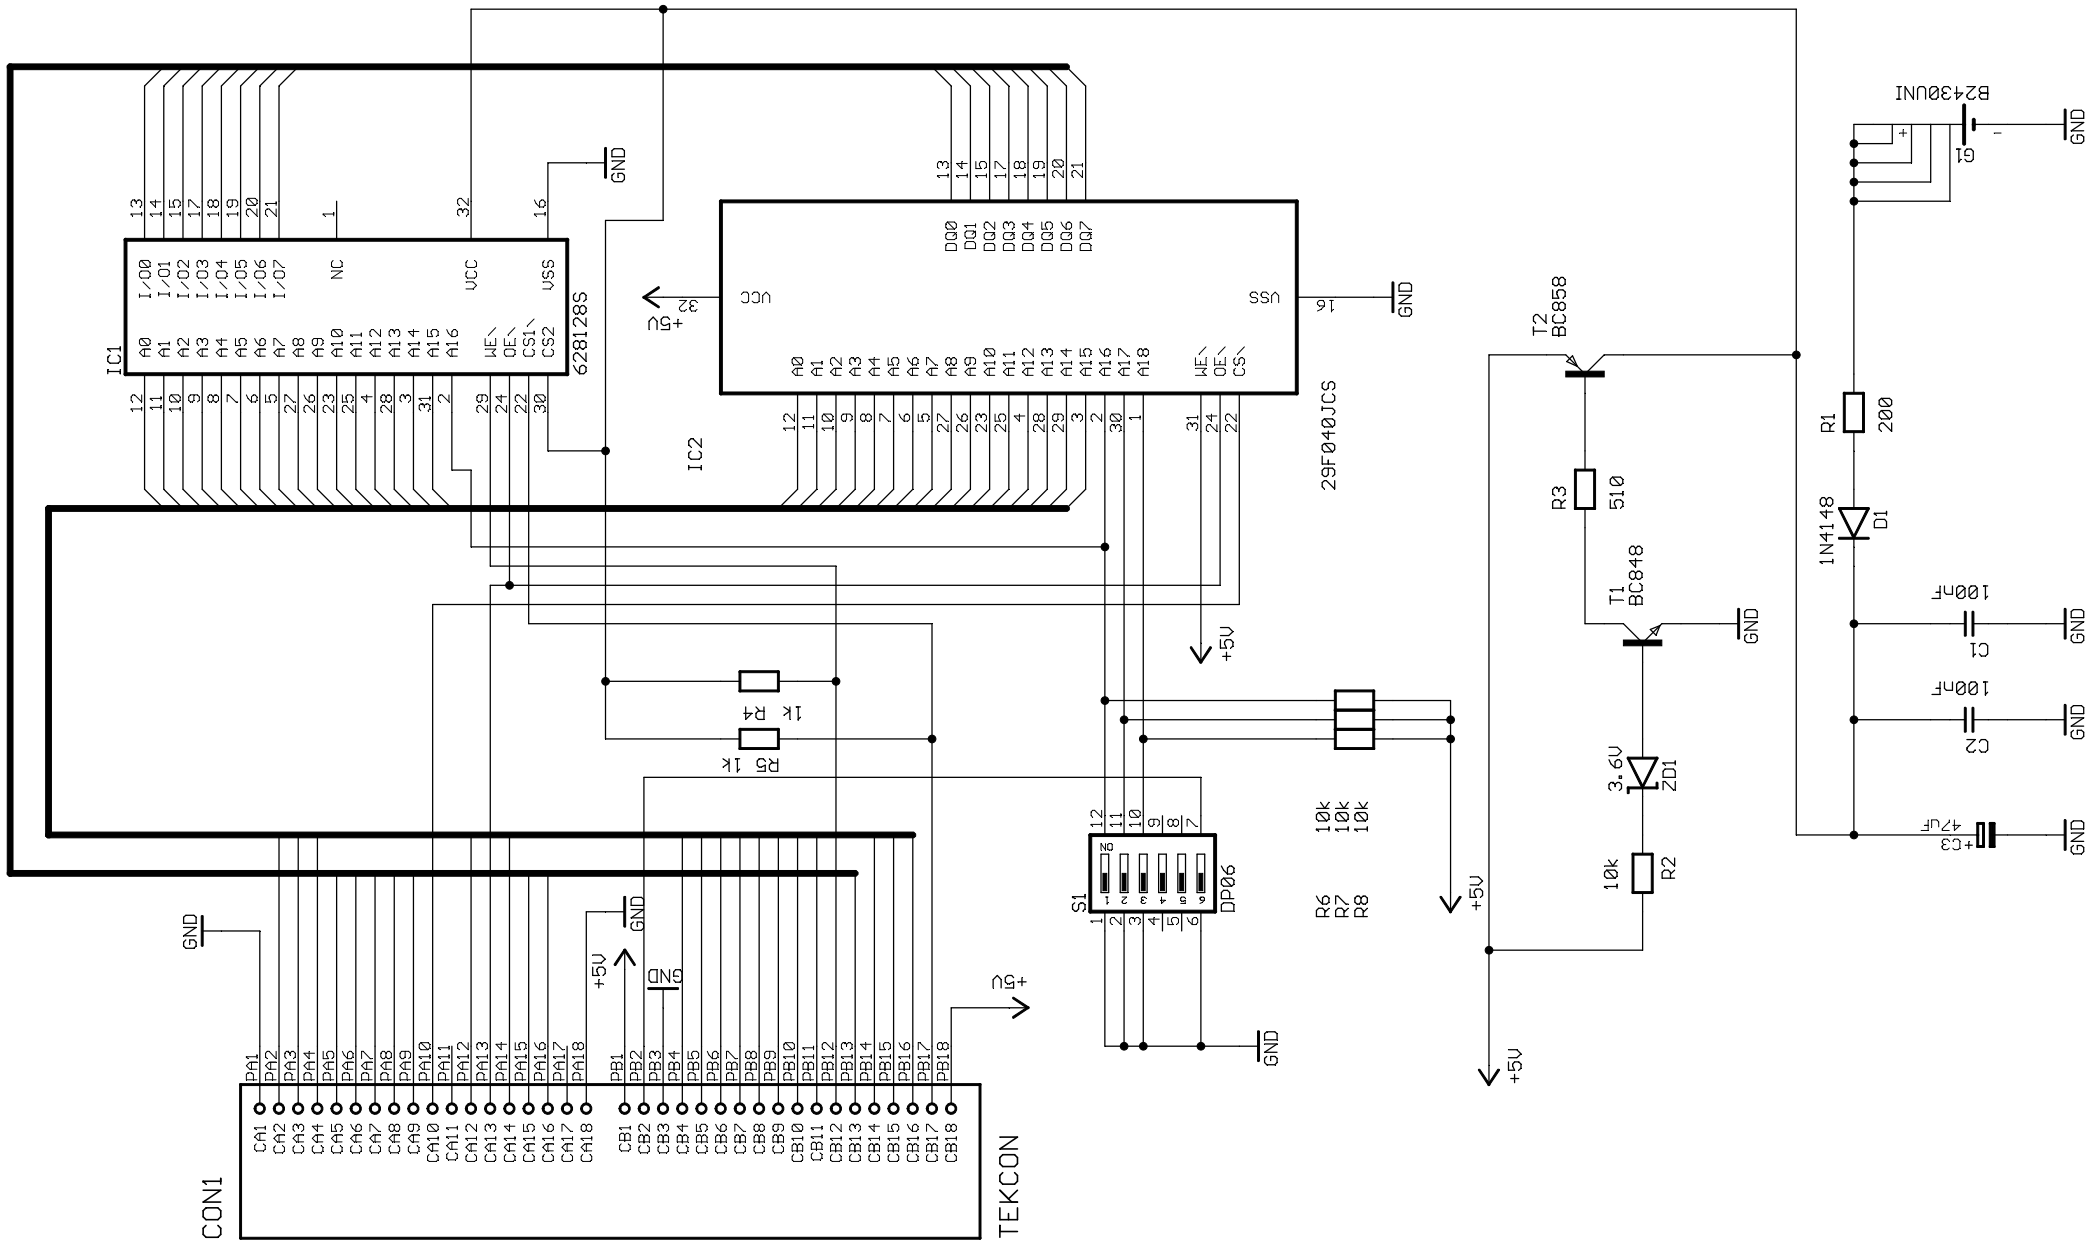 B2430UNI
+
-
G1
GND
13
14
15
17
18
19
20
21
1
32
16
GND
I/O0
I/O1
I/O2
I/O3
I/O4
I/O5
I/O6
I/O7
NC
VCC
VSS
IC1
A0
A1
A2
A3
A4
A5
A6
A7
A8
A9
A10
A11
A12
A13
A14
A15
A16
WE\
OE\
CS1\
CS2
628128S
12
11
10
9
8
7
6
5
27
26
23
25
4
28
3
31
2
29
24
22
30
13
14
15
17
18
19
20
21
DQ0
DQ1
DQ2
DQ3
DQ4
DQ5
DQ6
DQ7
+5V
32
VCC
VSS
16
GND
A0
A1
A2
A3
A4
A5
A6
A7
A8
A9
A10
A11
A12
A13
A14
A15
A16
A17
A18
WE\
OE\
CS\
12
11
10
9
8
7
6
5
27
26
23
25
4
28
29
3
2
30
1
31
24
22
IC2
29F040JCS
T2
BC858
R1
200
R3
510
1N4148
D1
T1
BC848
GND
100nF
C1
GND
100nF
C2
GND
47uF
+
C3
GND
+5V
R4
1k
R5
1k
3.6V
ZD1
10k
R2
10k
10k
10k
R6
R7
R8
+5V
12
11
10
9
8
7
ON
1
2
3
4
5
6
S1
DP06
1
2
3
4
5
6
GND
+5V
GND
GND
+5V
GND
+5V
PA1
PA2
PA3
PA4
PA5
PA6
PA7
PA8
PA9
PA10
PA11
PA12
PA13
PA14
PA15
PA16
PA17
PA18
PB1
PB2
PB3
PB4
PB5
PB6
PB7
PB8
PB9
PB10
PB11
PB12
PB13
PB14
PB15
PB16
PB17
PB18
CA1
CA2
CA3
CA4
CA5
CA6
CA7
CA8
CA9
CA10
CA11
CA12
CA13
CA14
CA15
CA16
CA17
CA18
CB1
CB2
CB3
CB4
CB5
CB6
CB7
CB8
CB9
CB10
CB11
CB12
CB13
CB14
CB15
CB16
CB17
CB18
CON1
TEKCON